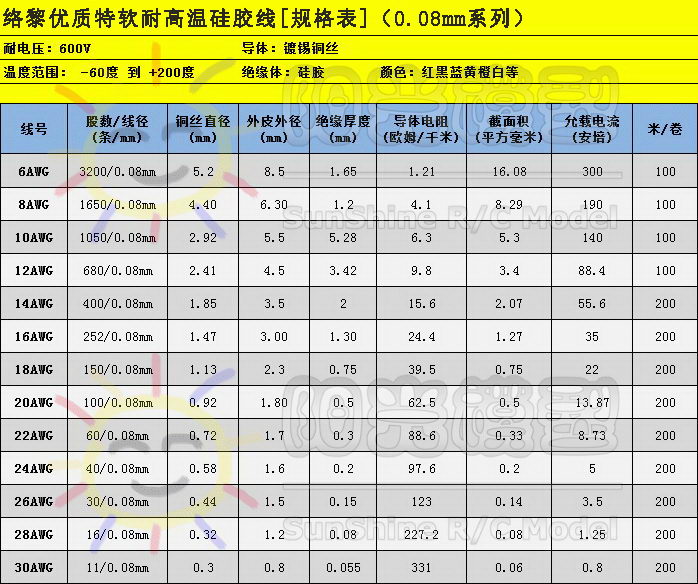 络黎优质特软耐高温硅胶线[规格表]（0.08mm系列）
耐电压：600V 导体：镀锡铜丝
温度范围： -60度 到 +200度 绝缘体：硅胶 颜色：红黑蓝黄橙白等
线号 股数/线径(条/mm) 铜丝直径(mm) 外皮外径(mm) 绝缘厚度(mm) 导体电阻(欧姆/千米) 截面积(平方毫米) 允载电流(安培) 米/卷
6AWG 3200/0.08mm 5.2 8.5 1.65 1.21 16.08 300 100
8AWG 1650/0.08mm 4.40 6.30 1.2 4.1 8.29 190 100
10AWG 1050/0.08mm 2.92 5.5 5.28 6.3 5.3 140 100
12AWG 680/0.08mm 2.41 4.5 3.42 9.8 3.4 88.4 100
14AWG 400/0.08mm 1.85 3.5 2 15.6 2.07 55.6 200
16AWG 252/0.08mm 1.47 3.00 1.30 24.4 1.27 35 200
18AWG 150/0.08mm 1.13 2.3 0.75 39.5 0.75 22 200
20AWG 100/0.08mm 0.92 1.80 0.5 62.5 0.5 13.87 200
22AWG 60/0.08mm 0.72 1.7 0.3 88.6 0.33 8.73 200
24AWG 40/0.08mm 0.58 1.6 0.2 97.6 0.2 5 200
26AWG 30/0.08mm 0.44 1.5 0.15 123 0.14 3.5 200
28AWG 16/0.08mm 0.32 1.2 0.08 227.2 0.08 1.25 200
30AWG 11/0.08mm 0.3 0.8 0.055 331 0.06 0.8 200
阳光模型
SunShine R/C Model
阳光模型
SunShine R/C Model